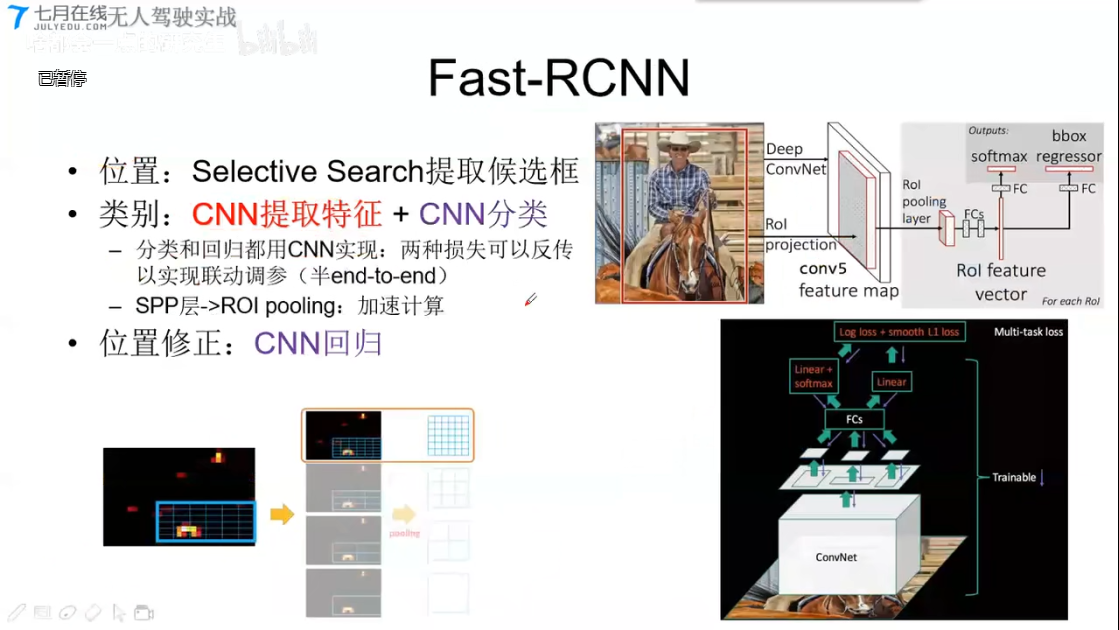 七月在线
JULYEDU.COM
无人驾驶实战
bilibili
已暂停
Fast-RCNN
• 位置：Selective Search提取候选框
• 类别：CNN提取特征 + CNN分类
– 分类和回归都用CNN实现：两种损失可以反传
以实现联动调参（半end-to-end）
– SPP层->ROI pooling：加速计算
• 位置修正：CNN回归
Deep
ConvNet
RoI
projection
conv5
feature map
RoI
pooling
layer
FCs
Outputs:
softmax
bbox
regressor
FC
FC
RoI feature
vector
For each RoI
pooling
Log loss + smooth L1 loss
Multi-task loss
Linear +
softmax
Linear
FCs
Trainable
ConvNet